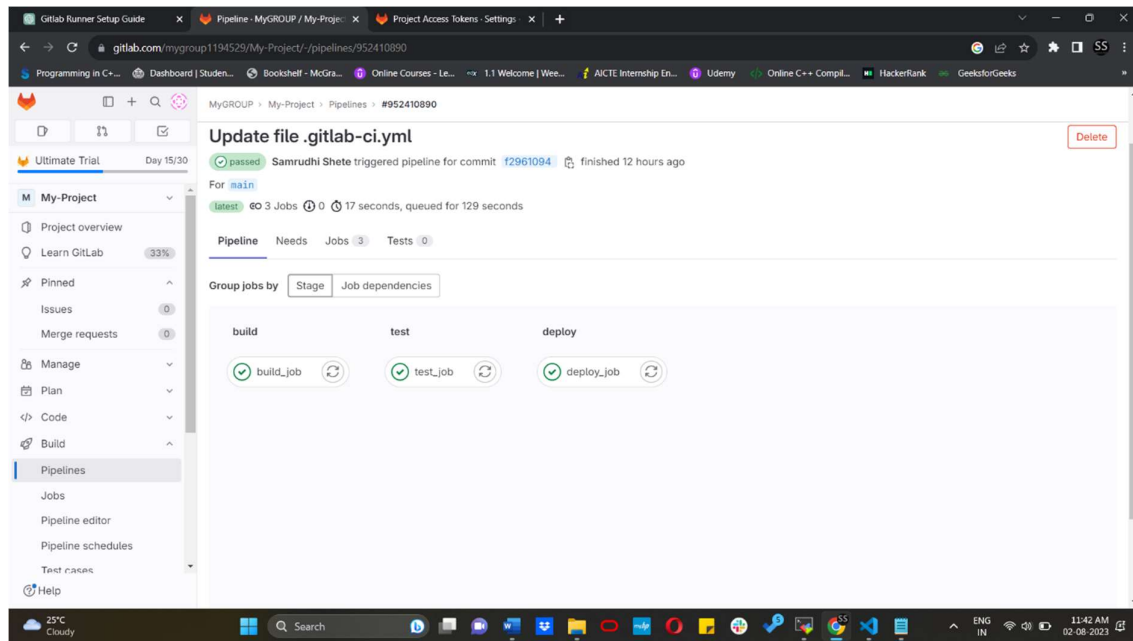 Gitlab Runner Setup Guide
Pipeline - MyGROUP / My-Projec
Project Access Tokens - Settings
gitlab.com/mygroup1194529/My-Project/-/pipelines/952410890
SS
Programming in C+...
Dashboard | Studen...
Bookshelf - McGra...
Online Courses - Le...
1.1 Welcome | Wee...
AICTE Internship En...
Udemy
Online C++ Compil...
HackerRank
GeeksforGeeks
MyGROUP > My-Project > Pipelines > #952410890
Ultimate Trial Day 15/30
M My-Project
Project overview
Learn GitLab 33%
Pinned
Issues 0
Merge requests 0
Manage
Plan
Code
Build
Pipelines
Jobs
Pipeline editor
Pipeline schedules
Test cases
Help
Update file .gitlab-ci.yml
Delete
passed Samrudhi Shete triggered pipeline for commit f2961094 finished 12 hours ago
For main
latest 3 Jobs 0 17 seconds, queued for 129 seconds
Pipeline Needs Jobs 3 Tests 0
Group jobs by Stage Job dependencies
build test deploy
build_job test_job deploy_job
25°C
Cloudy
Search
ENG
IN
11:42 AM
02-08-2023